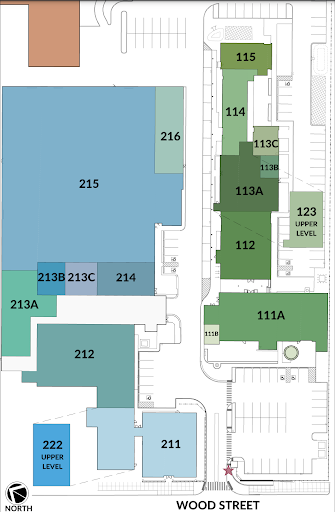 115
114
216
113C
113B
215
113A
123
UPPER
LEVEL
112
213B
213C
214
213A
111A
111B
212
222
UPPER
LEVEL
211
NORTH
WOOD STREET